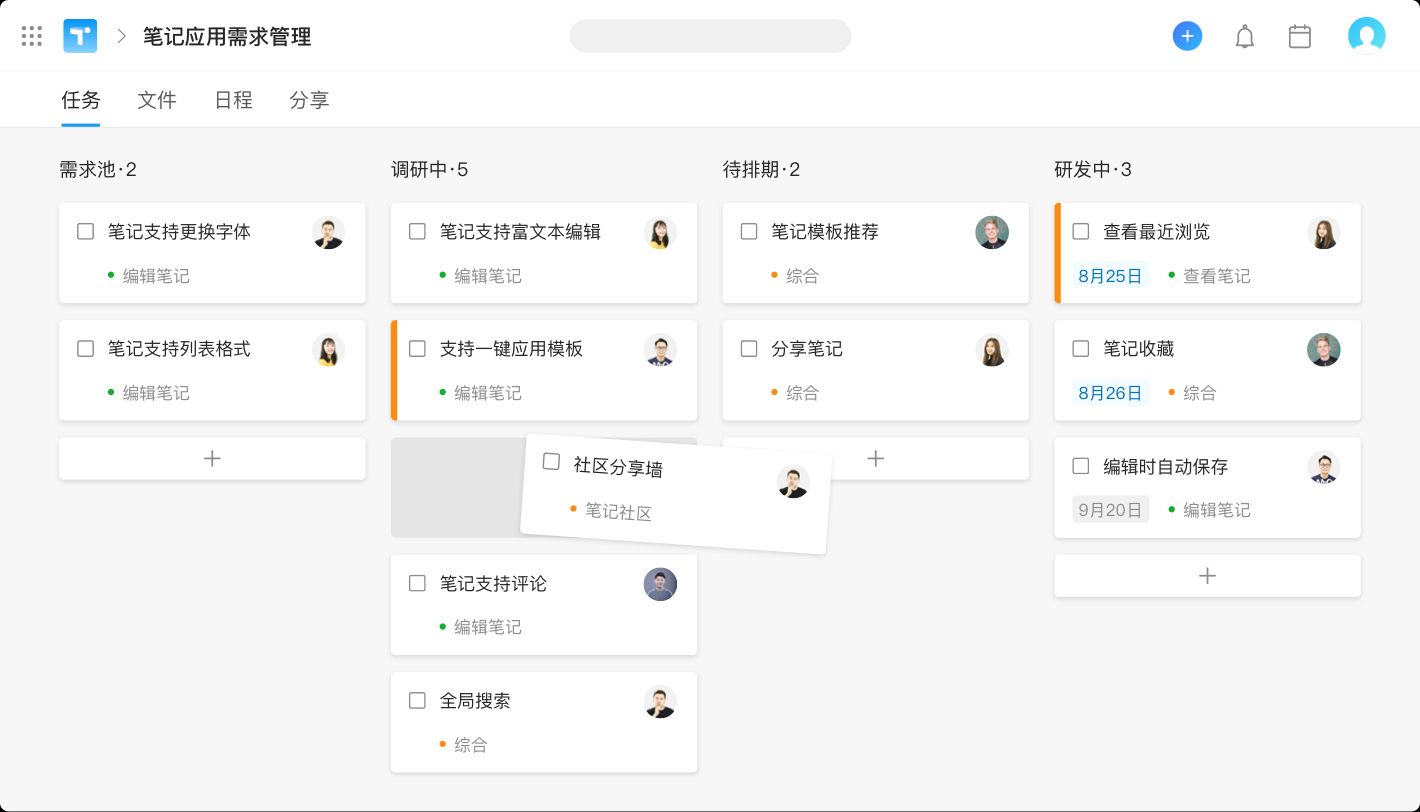 笔记应用需求管理
任务 文件 日程 分享
需求池·2
笔记支持更换字体
编辑笔记
笔记支持列表格式
编辑笔记
调研中·5
笔记支持富文本编辑
编辑笔记
支持一键应用模板
编辑笔记
社区分享墙
笔记社区
笔记支持评论
编辑笔记
全局搜索
综合
待排期·2
笔记模板推荐
综合
分享笔记
综合
研发中·3
查看最近浏览
8月25日 查看笔记
笔记收藏
8月26日 综合
编辑时自动保存
9月20日 编辑笔记